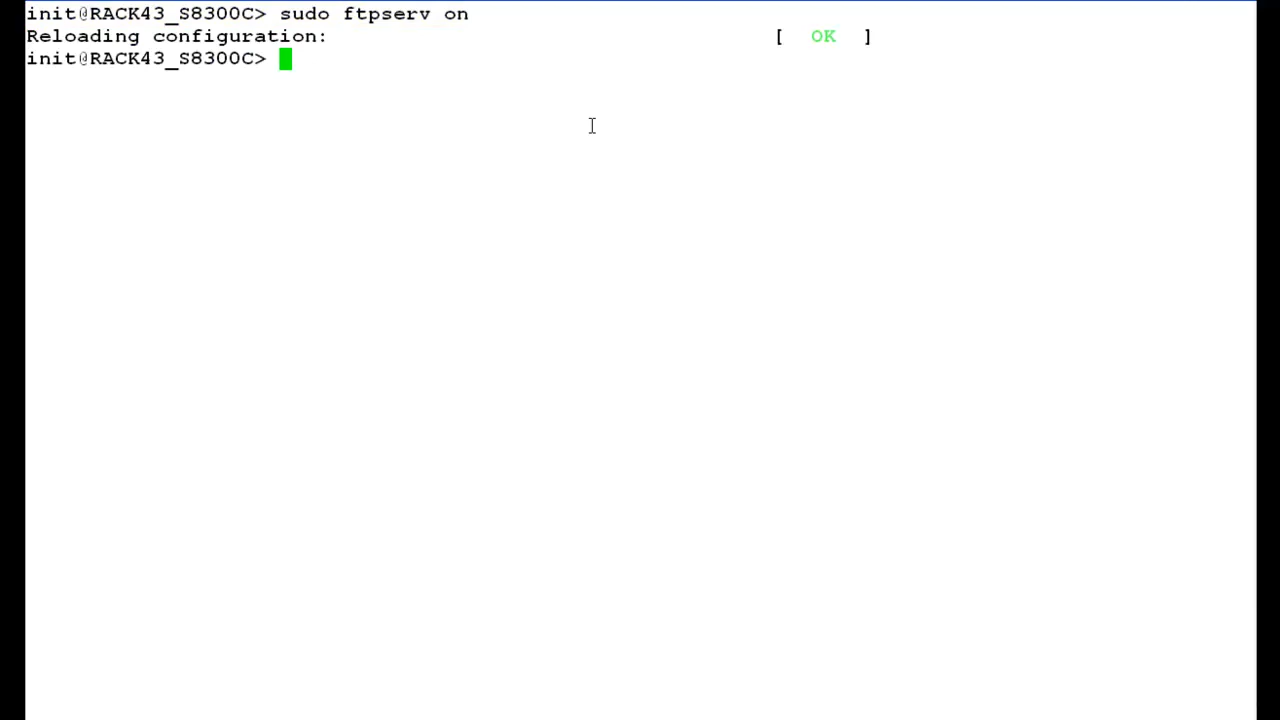 init@RACK43_S8300C> sudo ftpserv on
Reloading configuration: [ OK ]
init@RACK43_S8300C>